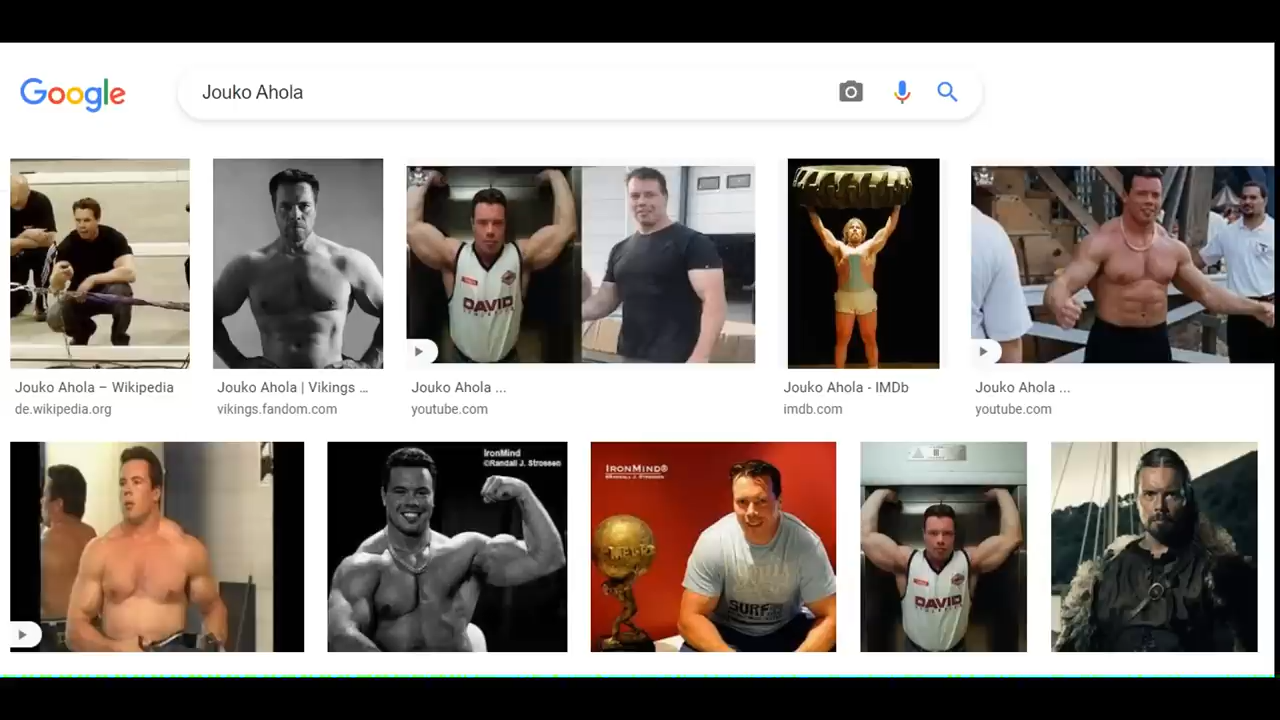 Google
Jouko Ahola
DAVID
Jouko Ahola – Wikipedia
de.wikipedia.org
Jouko Ahola | Vikings ...
vikings.fandom.com
Jouko Ahola ...
youtube.com
Jouko Ahola - IMDb
imdb.com
Jouko Ahola ...
youtube.com
IronMind
©Randall J. Strossen
IRONMIND®
©RANDALL J. STROSSEN
SURF
DAVID